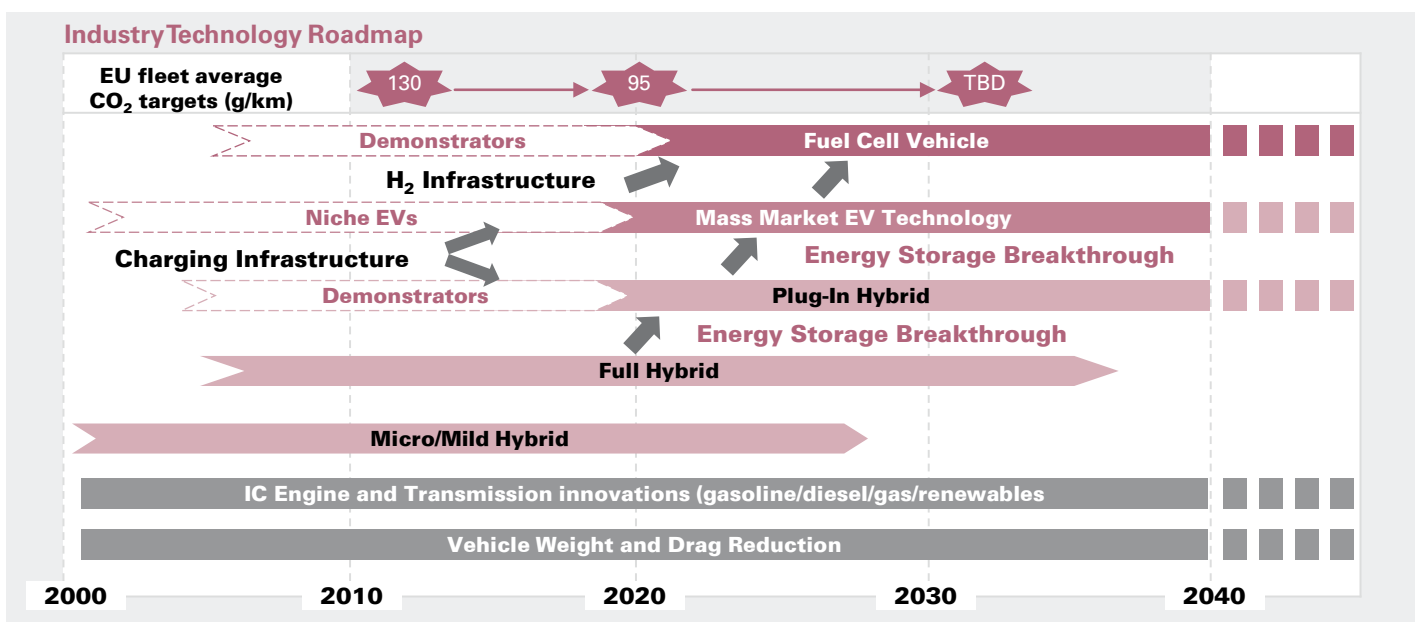 Industry Technology Roadmap
EU fleet average
CO₂ targets (g/km)
130
95
TBD
Demonstrators
Fuel Cell Vehicle
H₂ Infrastructure
Niche EVs
Mass Market EV Technology
Charging Infrastructure
Energy Storage Breakthrough
Demonstrators
Plug-In Hybrid
Energy Storage Breakthrough
Full Hybrid
Micro/Mild Hybrid
IC Engine and Transmission innovations (gasoline/diesel/gas/renewables
Vehicle Weight and Drag Reduction
2000
2010
2020
2030
2040